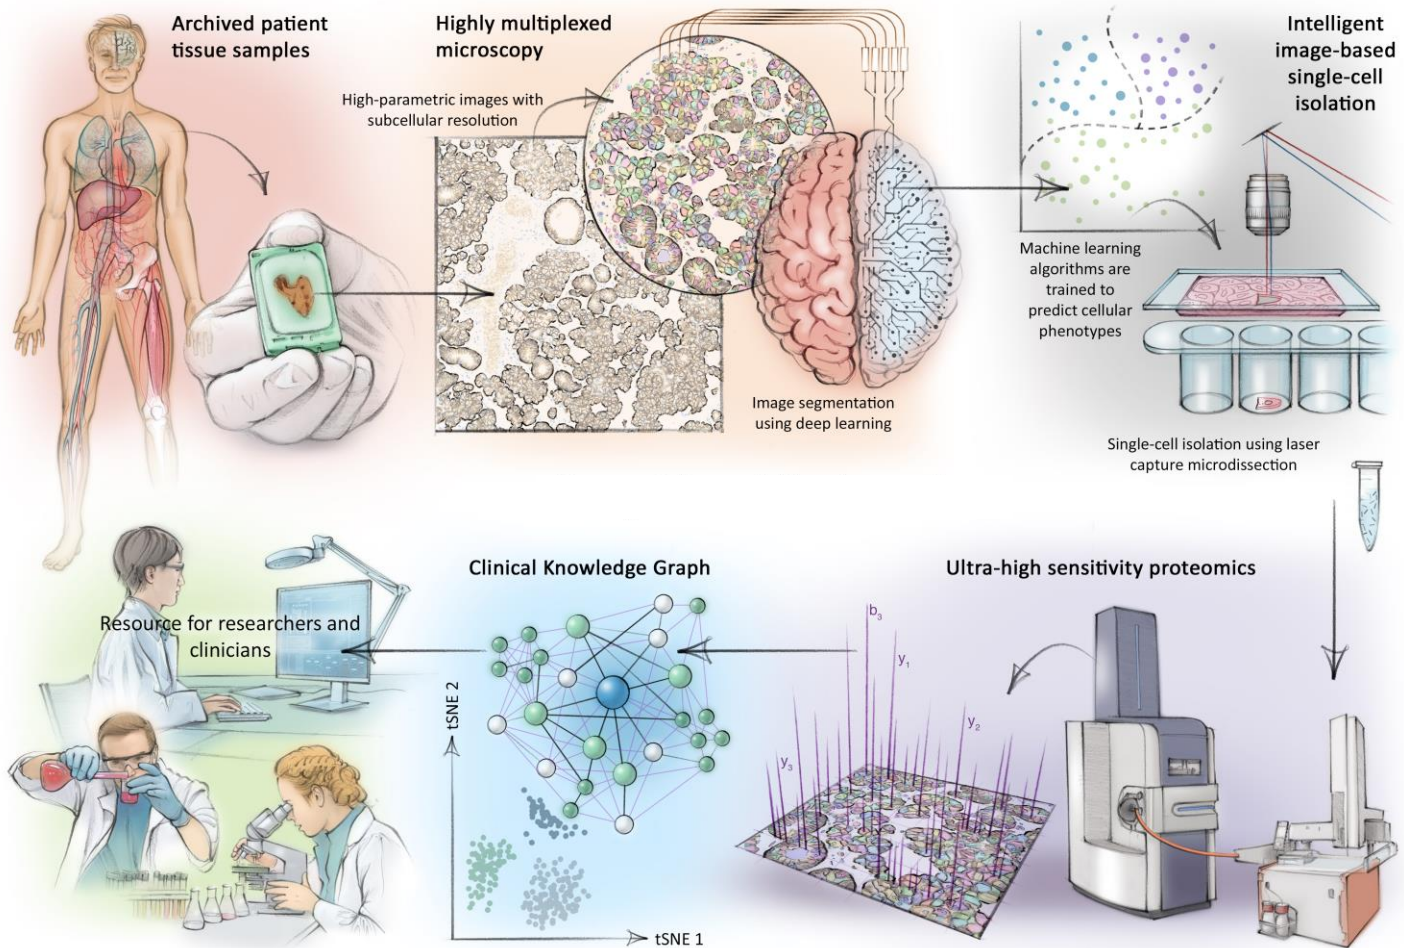 Archived patient
tissue samples
Highly multiplexed
microscopy
High-parametric images with
subcellular resolution
Image segmentation
using deep learning
Intelligent
image-based
single-cell
isolation
Machine learning
algorithms are
trained to
predict cellular
phenotypes
Single-cell isolation using laser
capture microdissection
Ultra-high sensitivity proteomics
b3
y1
y2
y3
Clinical Knowledge Graph
tSNE 2
tSNE 1
Resource for researchers and
clinicians